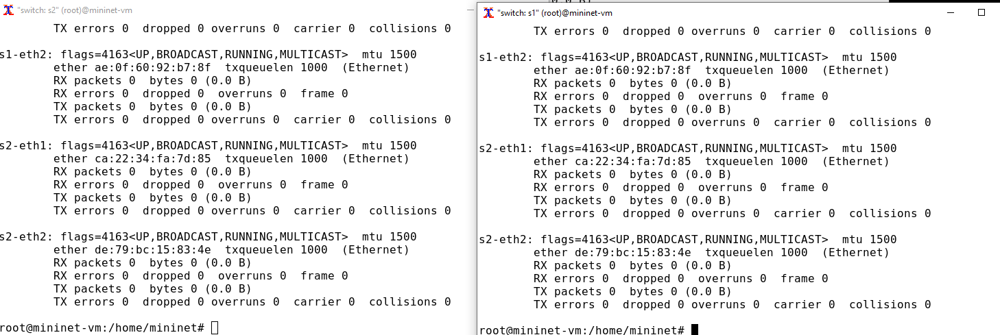 "switch: s2" (root)@mininet-vm
TX errors 0  dropped 0 overruns 0  carrier 0  collisions 0
s1-eth2: flags=4163<UP,BROADCAST,RUNNING,MULTICAST>  mtu 1500
ether ae:0f:60:92:b7:8f  txqueuelen 1000  (Ethernet)
RX packets 0  bytes 0 (0.0 B)
RX errors 0  dropped 0  overruns 0  frame 0
TX packets 0  bytes 0 (0.0 B)
TX errors 0  dropped 0 overruns 0  carrier 0  collisions 0
s2-eth1: flags=4163<UP,BROADCAST,RUNNING,MULTICAST>  mtu 1500
ether ca:22:34:fa:7d:85  txqueuelen 1000  (Ethernet)
RX packets 0  bytes 0 (0.0 B)
RX errors 0  dropped 0  overruns 0  frame 0
TX packets 0  bytes 0 (0.0 B)
TX errors 0  dropped 0 overruns 0  carrier 0  collisions 0
s2-eth2: flags=4163<UP,BROADCAST,RUNNING,MULTICAST>  mtu 1500
ether de:79:bc:15:83:4e  txqueuelen 1000  (Ethernet)
RX packets 0  bytes 0 (0.0 B)
RX errors 0  dropped 0  overruns 0  frame 0
TX packets 0  bytes 0 (0.0 B)
TX errors 0  dropped 0 overruns 0  carrier 0  collisions 0
root@mininet-vm:/home/mininet#
"switch: s1" (root)@mininet-vm
TX errors 0  dropped 0 overruns 0  carrier 0  collisions 0
s1-eth2: flags=4163<UP,BROADCAST,RUNNING,MULTICAST>  mtu 1500
ether ae:0f:60:92:b7:8f  txqueuelen 1000  (Ethernet)
RX packets 0  bytes 0 (0.0 B)
RX errors 0  dropped 0  overruns 0  frame 0
TX packets 0  bytes 0 (0.0 B)
TX errors 0  dropped 0 overruns 0  carrier 0  collisions 0
s2-eth1: flags=4163<UP,BROADCAST,RUNNING,MULTICAST>  mtu 1500
ether ca:22:34:fa:7d:85  txqueuelen 1000  (Ethernet)
RX packets 0  bytes 0 (0.0 B)
RX errors 0  dropped 0  overruns 0  frame 0
TX packets 0  bytes 0 (0.0 B)
TX errors 0  dropped 0 overruns 0  carrier 0  collisions 0
s2-eth2: flags=4163<UP,BROADCAST,RUNNING,MULTICAST>  mtu 1500
ether de:79:bc:15:83:4e  txqueuelen 1000  (Ethernet)
RX packets 0  bytes 0 (0.0 B)
RX errors 0  dropped 0  overruns 0  frame 0
TX packets 0  bytes 0 (0.0 B)
TX errors 0  dropped 0 overruns 0  carrier 0  collisions 0
root@mininet-vm:/home/mininet#